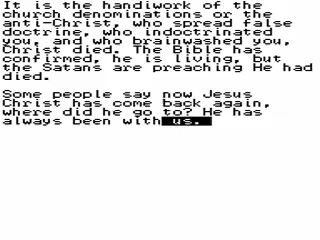 It is the handiwork of the
church denominations or the
anti-Christ, who spread false
doctrine, who indoctrinated
you, and who brainwashed you,
Christ died. The Bible has
confirmed, he is living, but
the Satans are preaching He had
died.
Some people say now Jesus
Christ has come back again,
where did he go to? He has
always been with us.